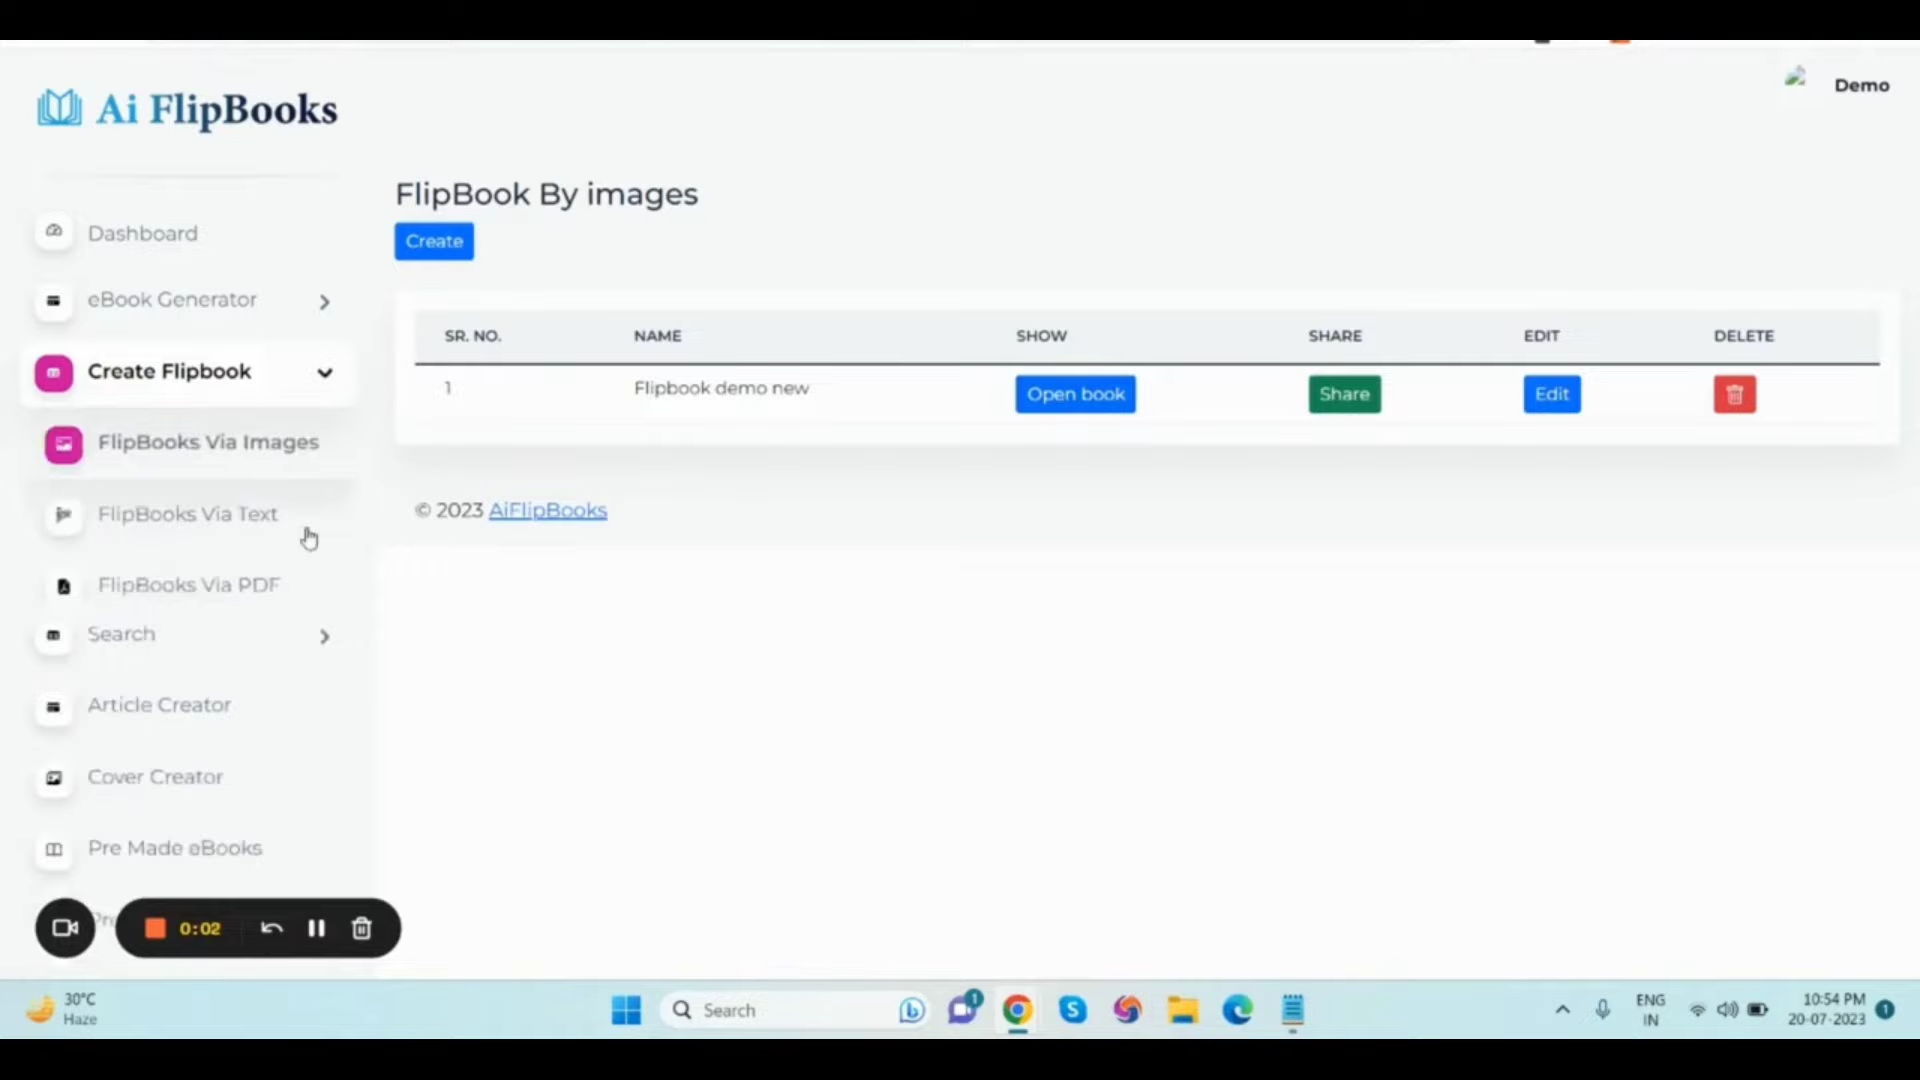 Ai FlipBooks
Demo
FlipBook By images
Create
Dashboard
eBook Generator
Create Flipbook
FlipBooks Via Images
FlipBooks Via Text
FlipBooks Via PDF
Search
Article Creator
Cover Creator
Pre Made eBooks
SR. NO. NAME SHOW SHARE EDIT DELETE
1 Flipbook demo new Open book Share Edit
© 2023 AiFlipBooks
0:02
30°C
Haze
Search
1
ENG
IN
10:54 PM
20-07-2023
1